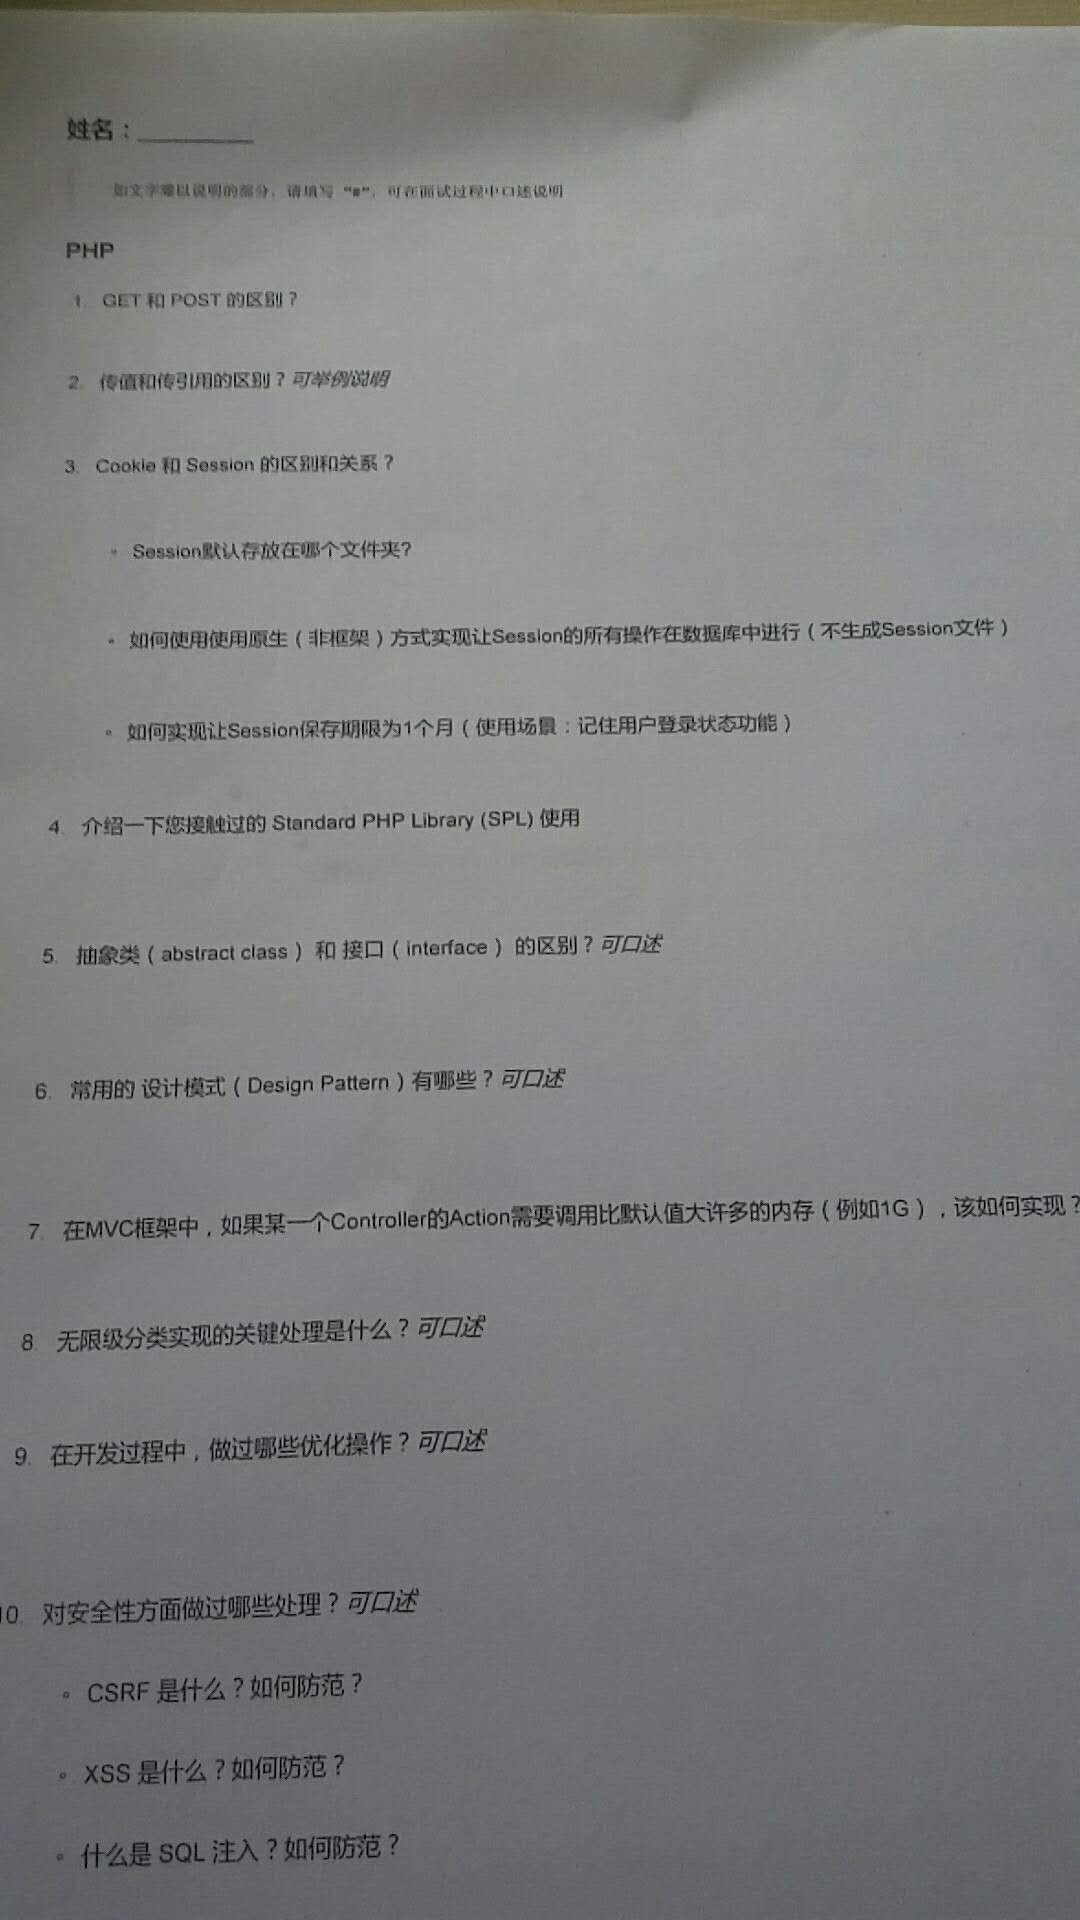 姓名：__________
如文字难以说明的部分，请填写 "#"，可在面试过程中口述说明
PHP
1. GET 和 POST 的区别？
2. 传值和传引用的区别？可举例说明
3. Cookie 和 Session 的区别和关系？
◦ Session默认存放在哪个文件夹?
◦ 如何使用使用原生（非框架）方式实现让Session的所有操作在数据库中进行（不生成Session文件）
◦ 如何实现让Session保存期限为1个月（使用场景：记住用户登录状态功能）
4. 介绍一下您接触过的 Standard PHP Library (SPL) 使用
5. 抽象类（abstract class） 和 接口（interface） 的区别？可口述
6. 常用的 设计模式（Design Pattern）有哪些？可口述
7. 在MVC框架中，如果某一个Controller的Action需要调用比默认值大许多的内存（例如1G），该如何实现？
8. 无限级分类实现的关键处理是什么？可口述
9. 在开发过程中，做过哪些优化操作？可口述
10. 对安全性方面做过哪些处理？可口述
◦ CSRF 是什么？如何防范？
◦ XSS 是什么？如何防范？
◦ 什么是 SQL 注入？如何防范？